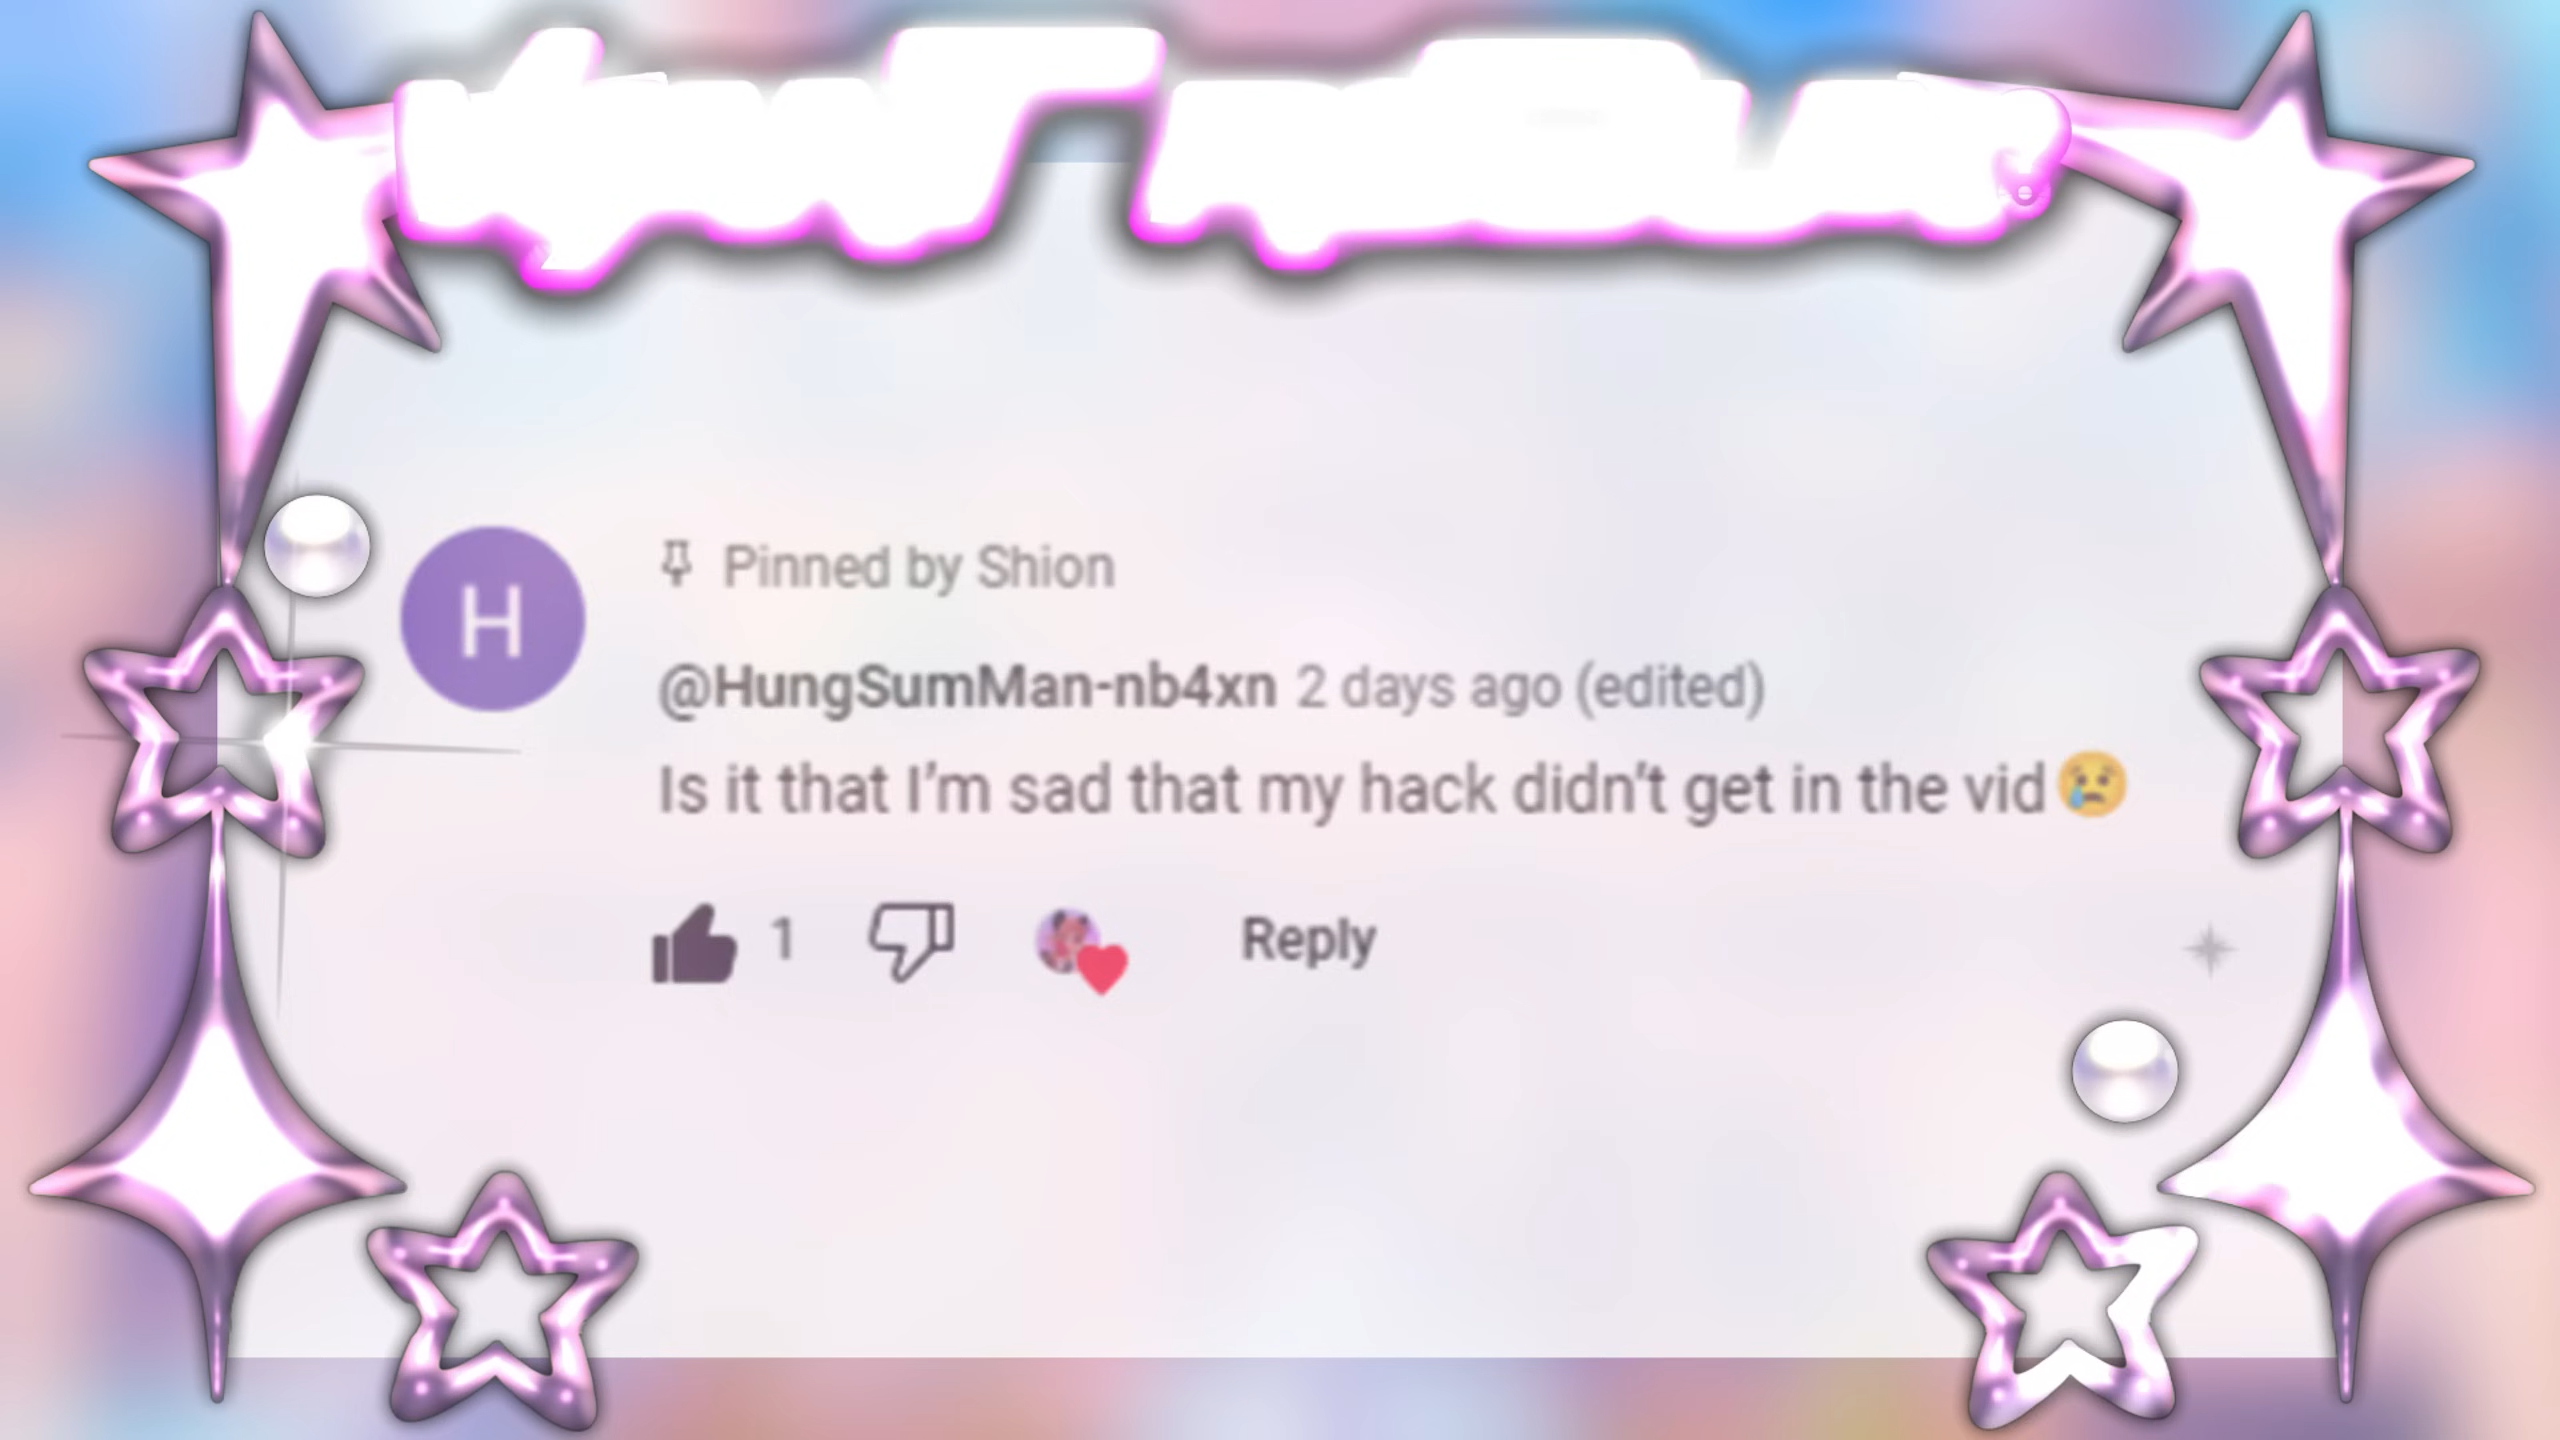 H
Pinned by Shion
@HungSumMan-nb4xn 2 days ago (edited)
Is it that I'm sad that my hack didn't get in the vid😢
1 Reply